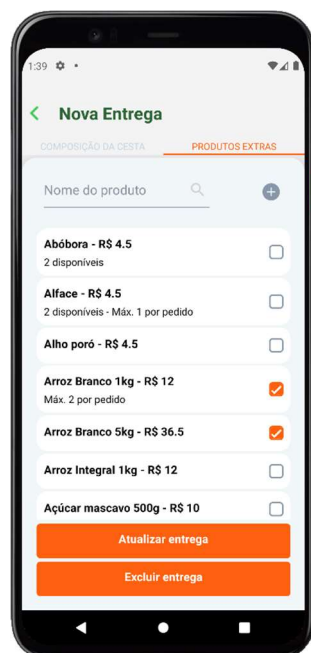 1:39
Nova Entrega
COMPOSIÇÃO DA CESTA
PRODUTOS EXTRAS
Nome do produto
Abóbora - R$ 4.5
2 disponíveis
Alface - R$ 4.5
2 disponíveis - Máx. 1 por pedido
Alho poró - R$ 4.5
Arroz Branco 1kg - R$ 12
Máx. 2 por pedido
Arroz Branco 5kg - R$ 36.5
Arroz Integral 1kg - R$ 12
Açúcar mascavo 500g - R$ 10
Atualizar entrega
Excluir entrega